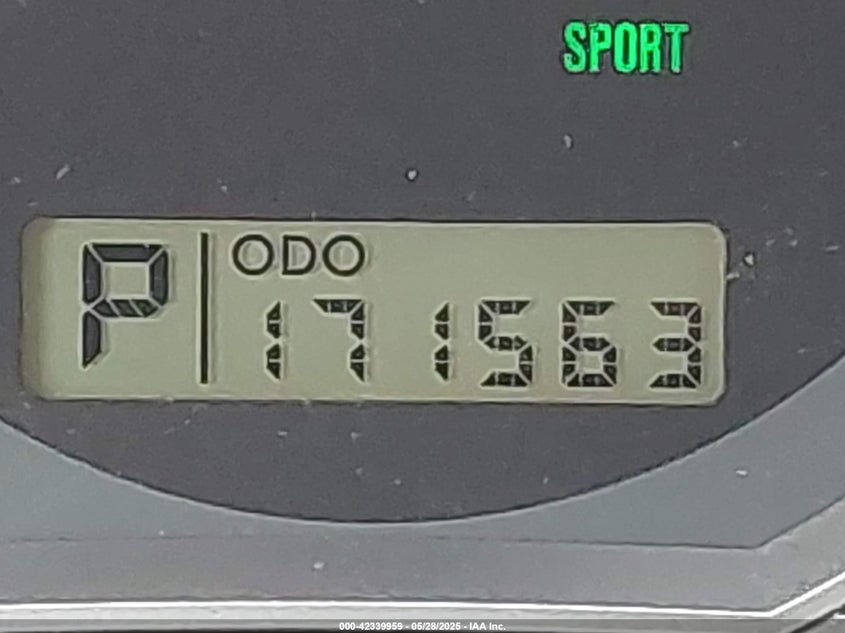 SPORT
P ODO
171563
000-42339959 - 05/28/2025 - IAA Inc.